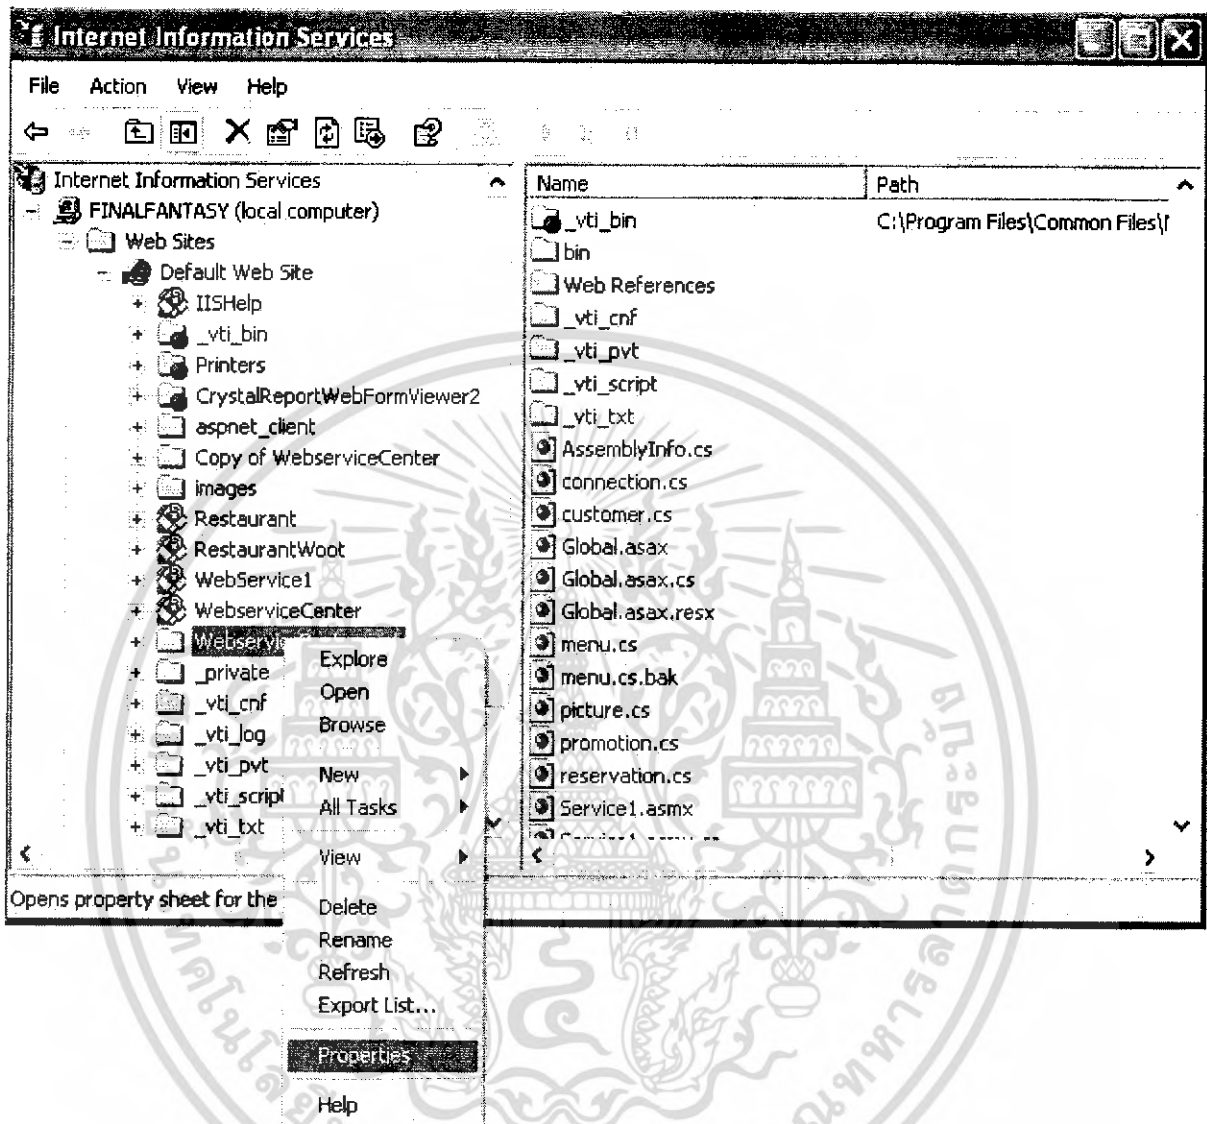 Internet Information Services
File Action View Help
Internet Information Services
FINALFANTASY (local computer)
Web Sites
Default Web Site
IISHelp
_vti_bin
Printers
CrystalReportWebFormViewer2
aspnet_client
Copy of WebserviceCenter
images
Restaurant
RestaurantWoot
WebService1
WebserviceCenter
_private
_vti_cnf
_vti_log
_vti_pvt
_vti_script
_vti_txt
Name Path
_vti_bin C:\Program Files\Common Files\
bin
Web References
_vti_cnf
_vti_pvt
_vti_script
_vti_txt
AssemblyInfo.cs
connection.cs
customer.cs
Global.asax
Global.asax.cs
Global.asax.resx
menu.cs
menu.cs.bak
picture.cs
promotion.cs
reservation.cs
Service1.asmx
Explore
Open
Browse
New
All Tasks
View
Delete
Rename
Refresh
Export List...
Properties
Help
Opens property sheet for the